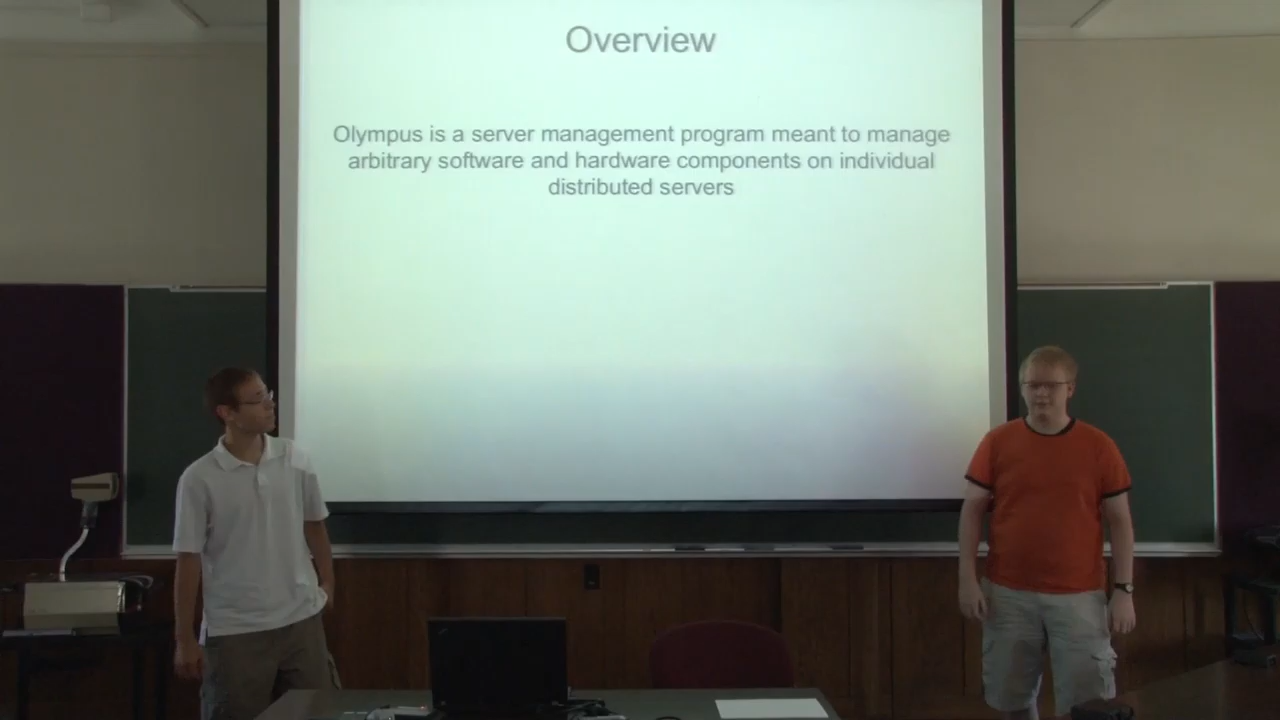 Overview
Olympus is a server management program meant to manage
arbitrary software and hardware components on individual
distributed servers